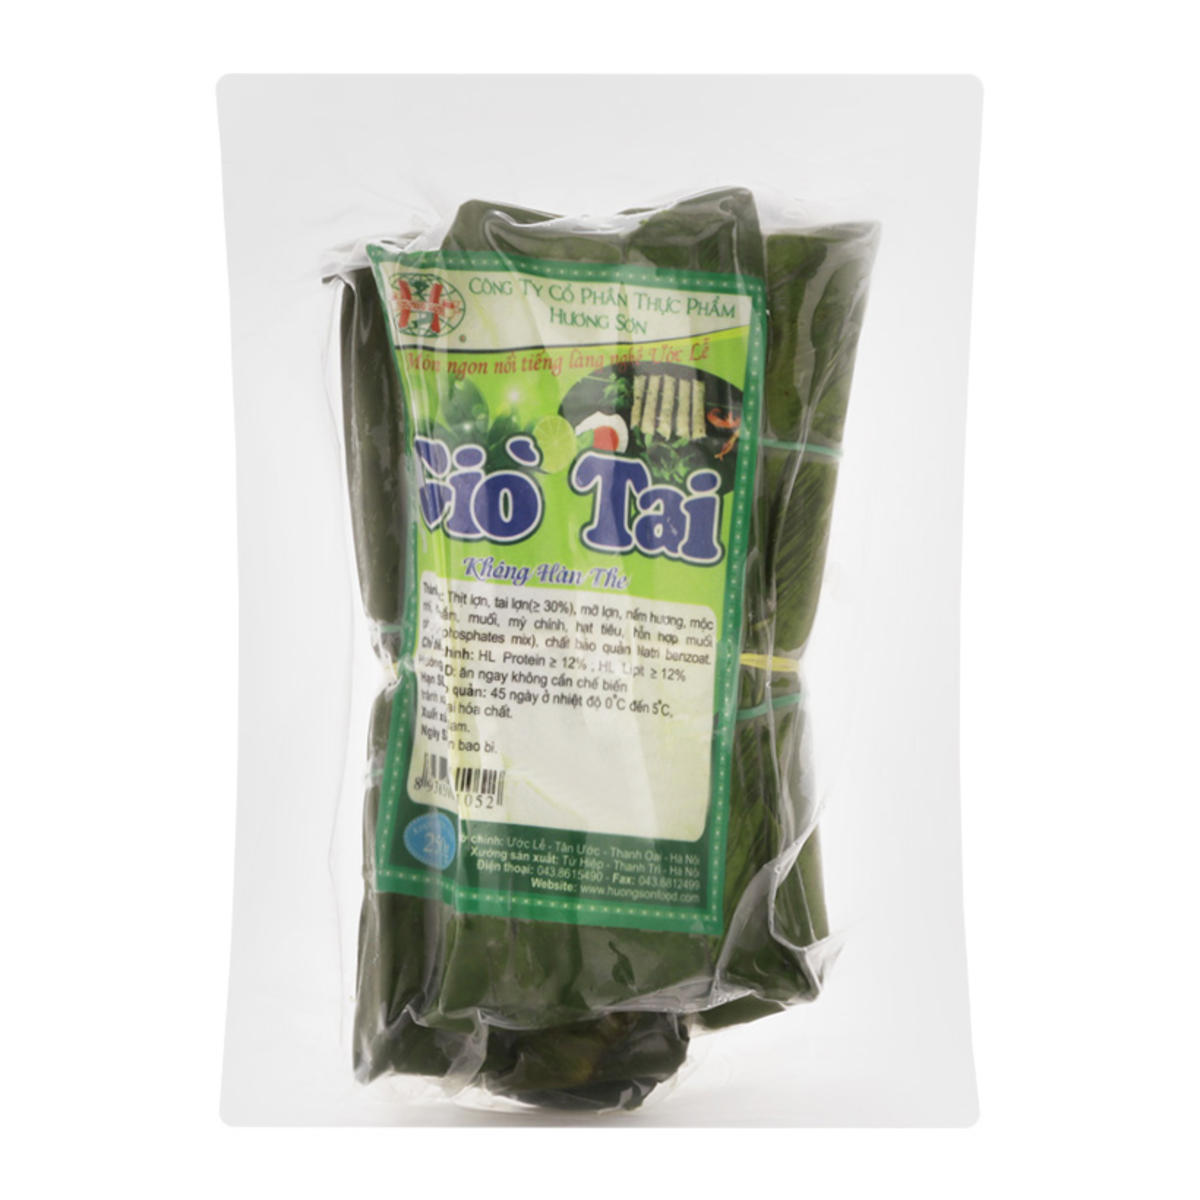 CÔNG TY CỔ PHẦN THỰC PHẨM
HƯƠNG SƠN
Món ngon nổi tiếng làng nghề Ước Lễ
Giò Tai
Không Hàn The
Thịt lợn, tai lợn(≥ 30%), mỡ lợn, nấm hương, mộc
muối, mỳ chính, hạt tiêu, hỗn hợp muối
phosphates mix), chất bảo quản Natri benzoat.
HL Protein ≥ 12% ; HL Lipit ≥ 12%
ăn ngay không cần chế biến
quản: 45 ngày ở nhiệt độ 0°C đến 5°C,
hóa chất.
Xuất
Ngày bao bì.
052
chính: Ước Lễ - Tân Ước - Thanh Oai - Hà Nội
Xưởng sản xuất: Tứ Hiệp - Thanh Trì - Hà Nội
Điện thoại: 043.8615490 - Fax: 043.6812499
Website: www.huongsonfood.com